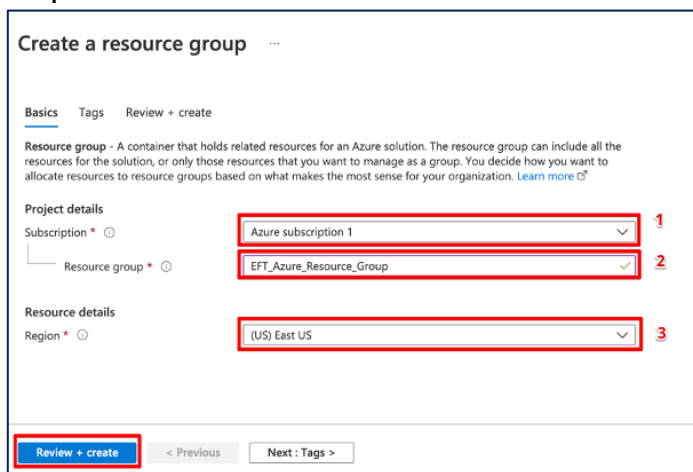 Create a resource group ...
Basics Tags Review + create
Resource group - A container that holds related resources for an Azure solution. The resource group can include all the
resources for the solution, or only those resources that you want to manage as a group. You decide how you want to
allocate resources to resource groups based on what makes the most sense for your organization. Learn more
Project details
Subscription * Azure subscription 1 1
Resource group * EFT_Azure_Resource_Group 2
Resource details
Region * (US) East US 3
Review + create < Previous Next : Tags >